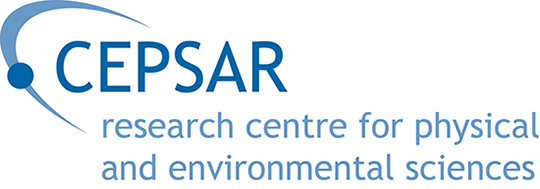 CEPSAR
research centre for physical
and environmental sciences